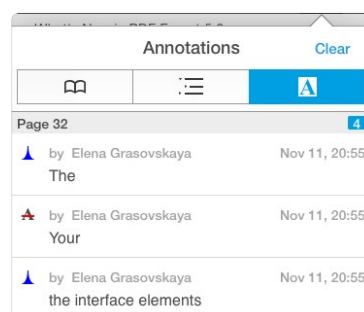 Annotations
Clear
A
Page 32
4
by Elena Grasovskaya
Nov 11, 20:55
The
A by Elena Grasovskaya
Nov 11, 20:55
Your
by Elena Grasovskaya
Nov 11, 20:55
the interface elements